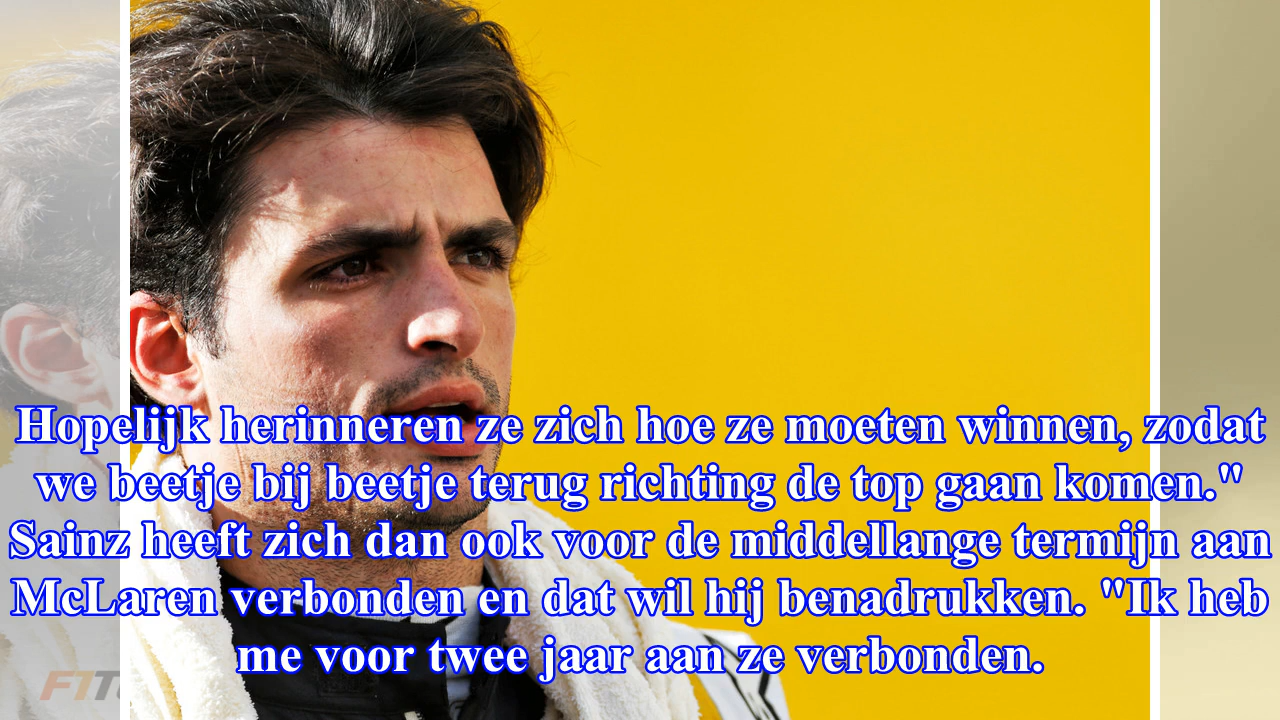 Hopelijk herinneren ze zich hoe ze moeten winnen, zodat
we beetje bij beetje terug richting de top gaan komen."
Sainz heeft zich dan ook voor de middellange termijn aan
McLaren verbonden en dat wil hij benadrukken. "Ik heb
me voor twee jaar aan ze verbonden.